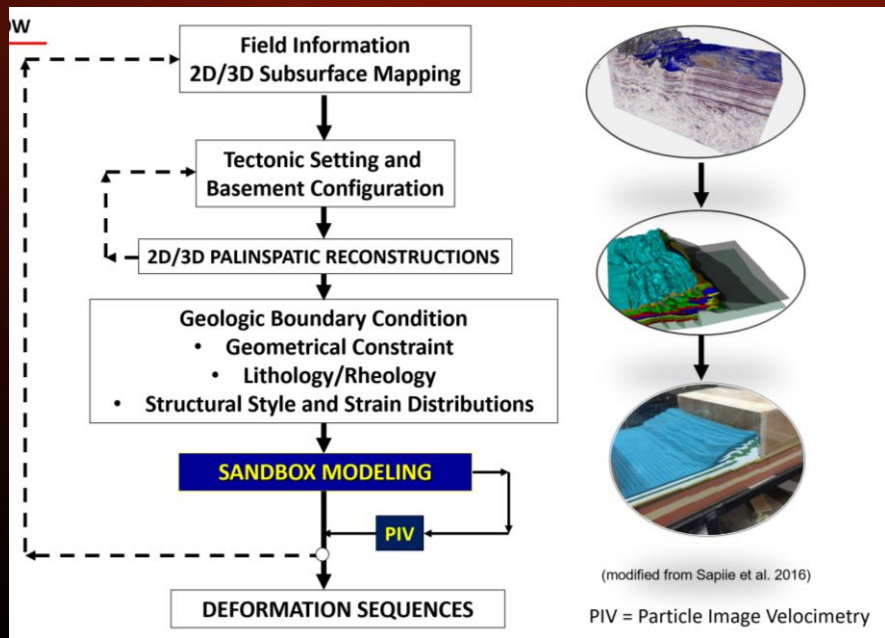 OW
Field Information
2D/3D Subsurface Mapping
Tectonic Setting and
Basement Configuration
2D/3D PALINSPATIC RECONSTRUCTIONS
Geologic Boundary Condition
• Geometrical Constraint
• Lithology/Rheology
• Structural Style and Strain Distributions
SANDBOX MODELING
PIV
DEFORMATION SEQUENCES
(modified from Sapiie et al. 2016)
PIV = Particle Image Velocimetry